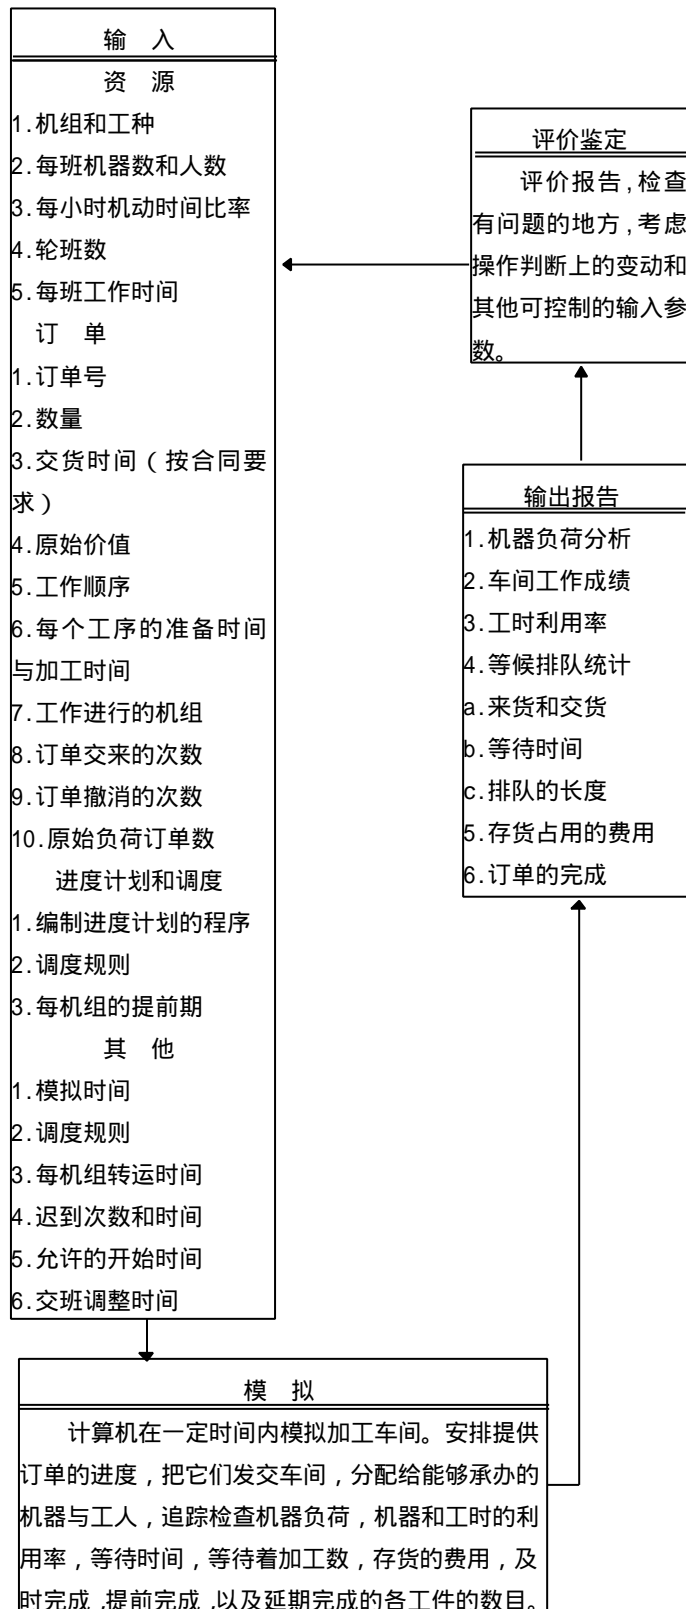 输 入
资 源
1.机组和工种
2.每班机器数和人数
3.每小时机动时间比率
4.轮班数
5.每班工作时间
订 单
1.订单号
2.数量
3.交货时间（按合同要
求）
4.原始价值
5.工作顺序
6.每个工序的准备时间
与加工时间
7.工作进行的机组
8.订单交来的次数
9.订单撤消的次数
10.原始负荷订单数
进度计划和调度
1.编制进度计划的程序
2.调度规则
3.每机组的提前期
其 他
1.模拟时间
2.调度规则
3.每机组转运时间
4.迟到次数和时间
5.允许的开始时间
6.交班调整时间
模 拟
计算机在一定时间内模拟加工车间。安排提供
订单的进度，把它们发交车间，分配给能够承办的
机器与工人，追踪检查机器负荷，机器和工时的利
用率，等待时间，等待着加工数，存货的费用，及
时完成，提前完成，以及延期完成的各工件的数目。
输出报告
1.机器负荷分析
2.车间工作成绩
3.工时利用率
4.等候排队统计
a.来货和交货
b.等待时间
c.排队的长度
5.存货占用的费用
6.订单的完成
评价鉴定
评价报告,检查
有问题的地方,考虑
操作判断上的变动和
其他可控制的输入参
数。